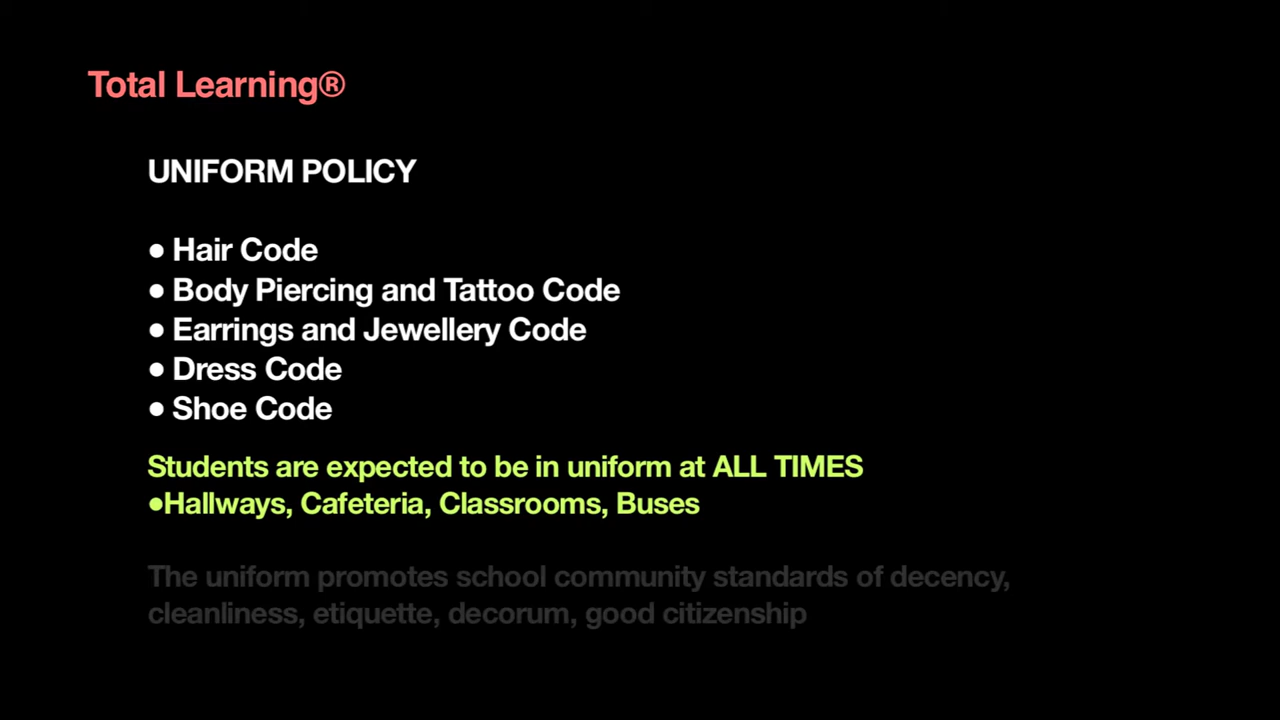 Total Learning®
UNIFORM POLICY
● Hair Code
● Body Piercing and Tattoo Code
● Earrings and Jewellery Code
● Dress Code
● Shoe Code
Students are expected to be in uniform at ALL TIMES
●Hallways, Cafeteria, Classrooms, Buses
The uniform promotes school community standards of decency,
cleanliness, etiquette, decorum, good citizenship